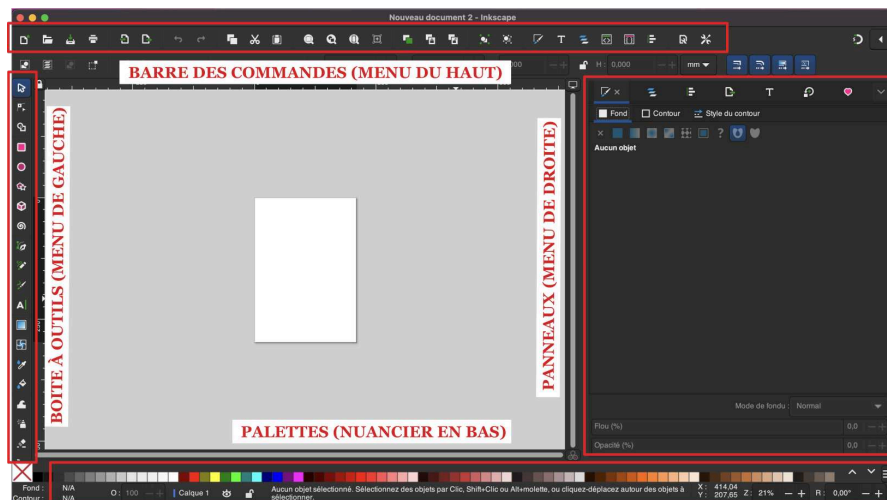 Nouveau document 2 - Inkscape
H: 0,000 mm
BARRE DES COMMANDES (MENU DU HAUT)
BOITE À OUTILS (MENU DE GAUCHE)
PANNEAUX (MENU DE DROITE)
Fond Contour Style du contour
Aucun objet
Mode de fondu : Normal
Flou (%) 0,0
Opacité (%) 0,0
PALETTES (NUANCIER EN BAS)
Fond : N/A
Contour : N/A
O: 100
Calque 1
Aucun objet sélectionné. Sélectionnez des objets par Clic, Shift+Clic ou Alt+molette, ou cliquez-déplacez autour des objets à
sélectionner.
X: 414,04
Y: 207,65
Z: 21%
R: 0,00°